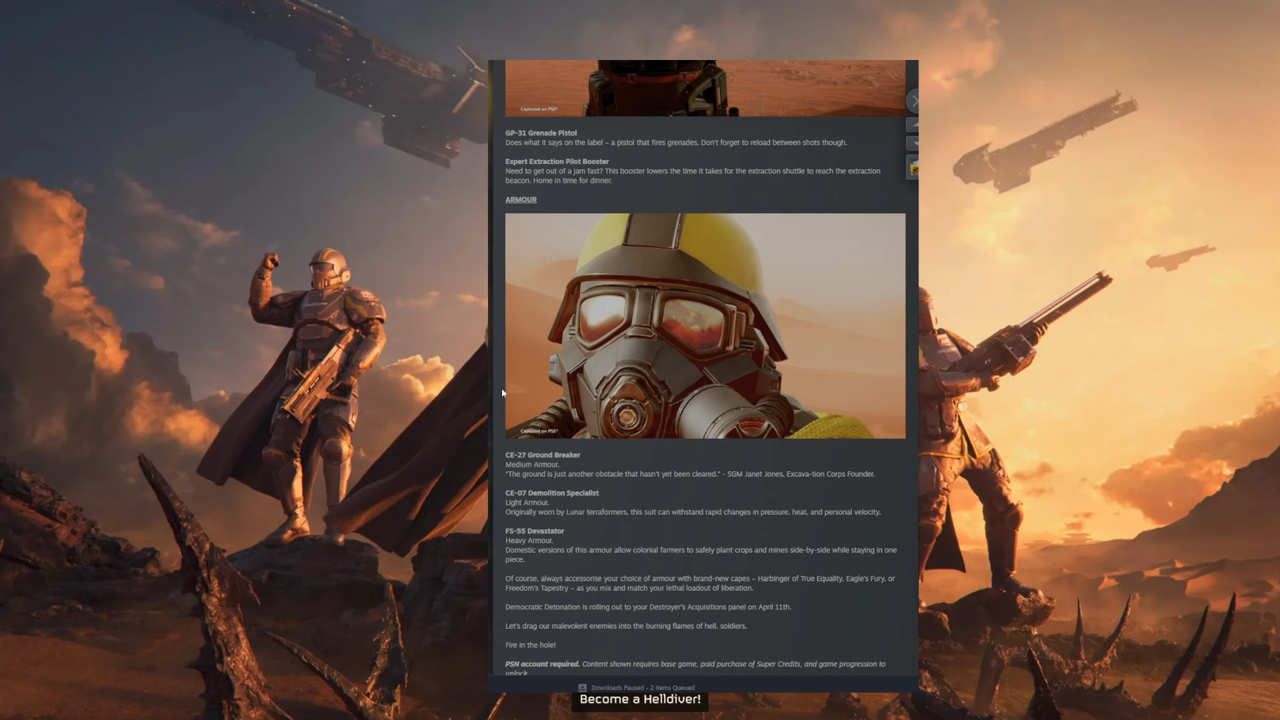 Captured on PS5*
GP-31 Grenade Pistol
Does what it says on the label – a pistol that fires grenades. Don't forget to reload between shots though.
Expert Extraction Pilot Booster
Need to get out of a jam fast? This booster lowers the time it takes for the extraction shuttle to reach the extraction
beacon. Home in time for dinner.
ARMOUR
Captured on PS5*
CE-27 Ground Breaker
Medium Armour.
"The ground is just another obstacle that hasn't yet been cleared." - SGM Janet Jones, Excava-tion Corps Founder.
CE-07 Demolition Specialist
Light Armour.
Originally worn by Lunar terraformers, this suit can withstand rapid changes in pressure, heat, and personal velocity.
FS-55 Devastator
Heavy Armour.
Domestic versions of this armour allow colonial farmers to safely plant crops and mines side-by-side while staying in one
piece.
Of course, always accessorise your choice of armour with brand-new capes – Harbinger of True Equality, Eagle's Fury, or
Freedom's Tapestry – as you mix and match your lethal loadout of liberation.
Democratic Detonation is rolling out to your Destroyer's Acquisitions panel on April 11th.
Let's drag our malevolent enemies into the burning flames of hell, soldiers.
Fire in the hole!
PSN account required. Content shown requires base game, paid purchase of Super Credits, and game progression to
unlock
Downloads Paused - 2 Items Queued
Become a Helldiver!